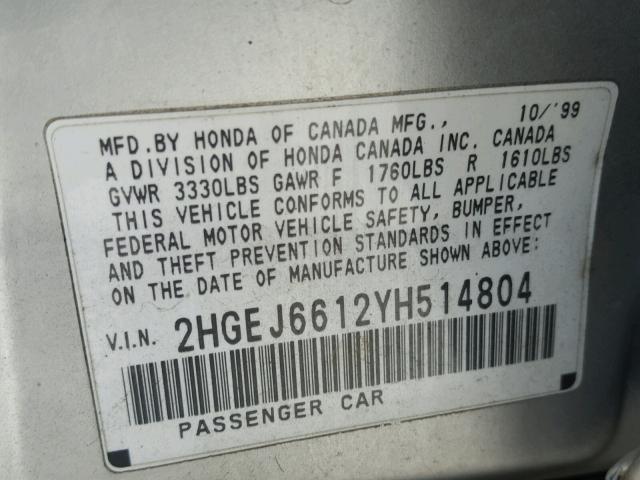 MFD.BY HONDA OF CANADA MFG., 10/'99
A DIVISION OF HONDA CANADA INC. CANADA
GVWR 3330LBS GAWR F 1760LBS R 1610LBS
THIS VEHICLE CONFORMS TO ALL APPLICABLE
FEDERAL MOTOR VEHICLE SAFETY, BUMPER,
AND THEFT PREVENTION STANDARDS IN EFFECT
ON THE DATE OF MANUFACTURE SHOWN ABOVE:
V.I.N. 2HGEJ6612YH514804
PASSENGER CAR